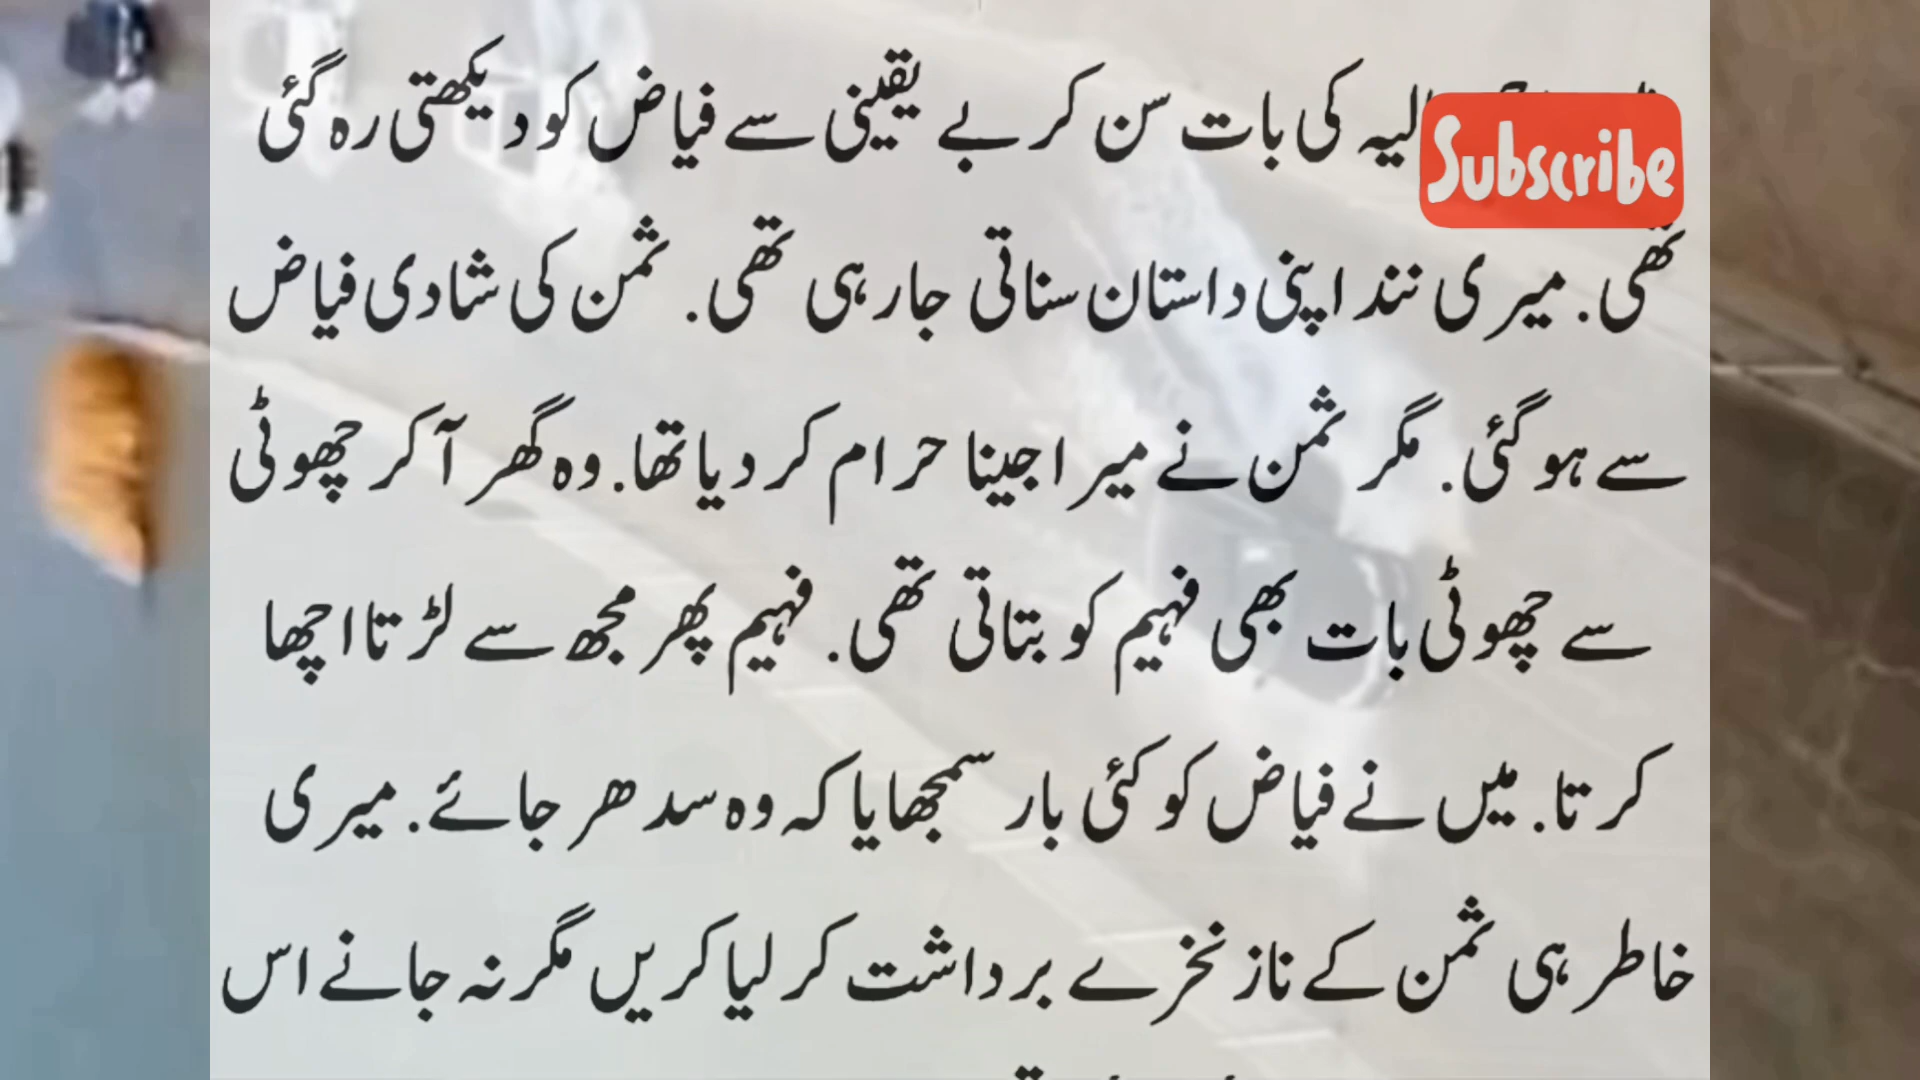 کی بات سن کر بے یقینی سے فیاض کو دیکھتی رہ گئی
Subscribe
تھی. میری نند اپنی داستان سناتی جارہی تھی. ثمن کی شادی فیاض
سے ہو گئی. مگر ثمن نے میرا جینا حرام کر دیا تھا. وہ گھر آ کر چھوٹی
سے چھوٹی بات بھی فہیم کو بتاتی تھی. فہیم پھر مجھ سے لڑتا اچھا
کرتا. میں نے فیاض کو کئی بار سمجھایا کہ وہ سدھر جائے. میری
خاطر ہی ثمن کے ناز نخرے برداشت کر لیا کریں مگر نہ جانے اس